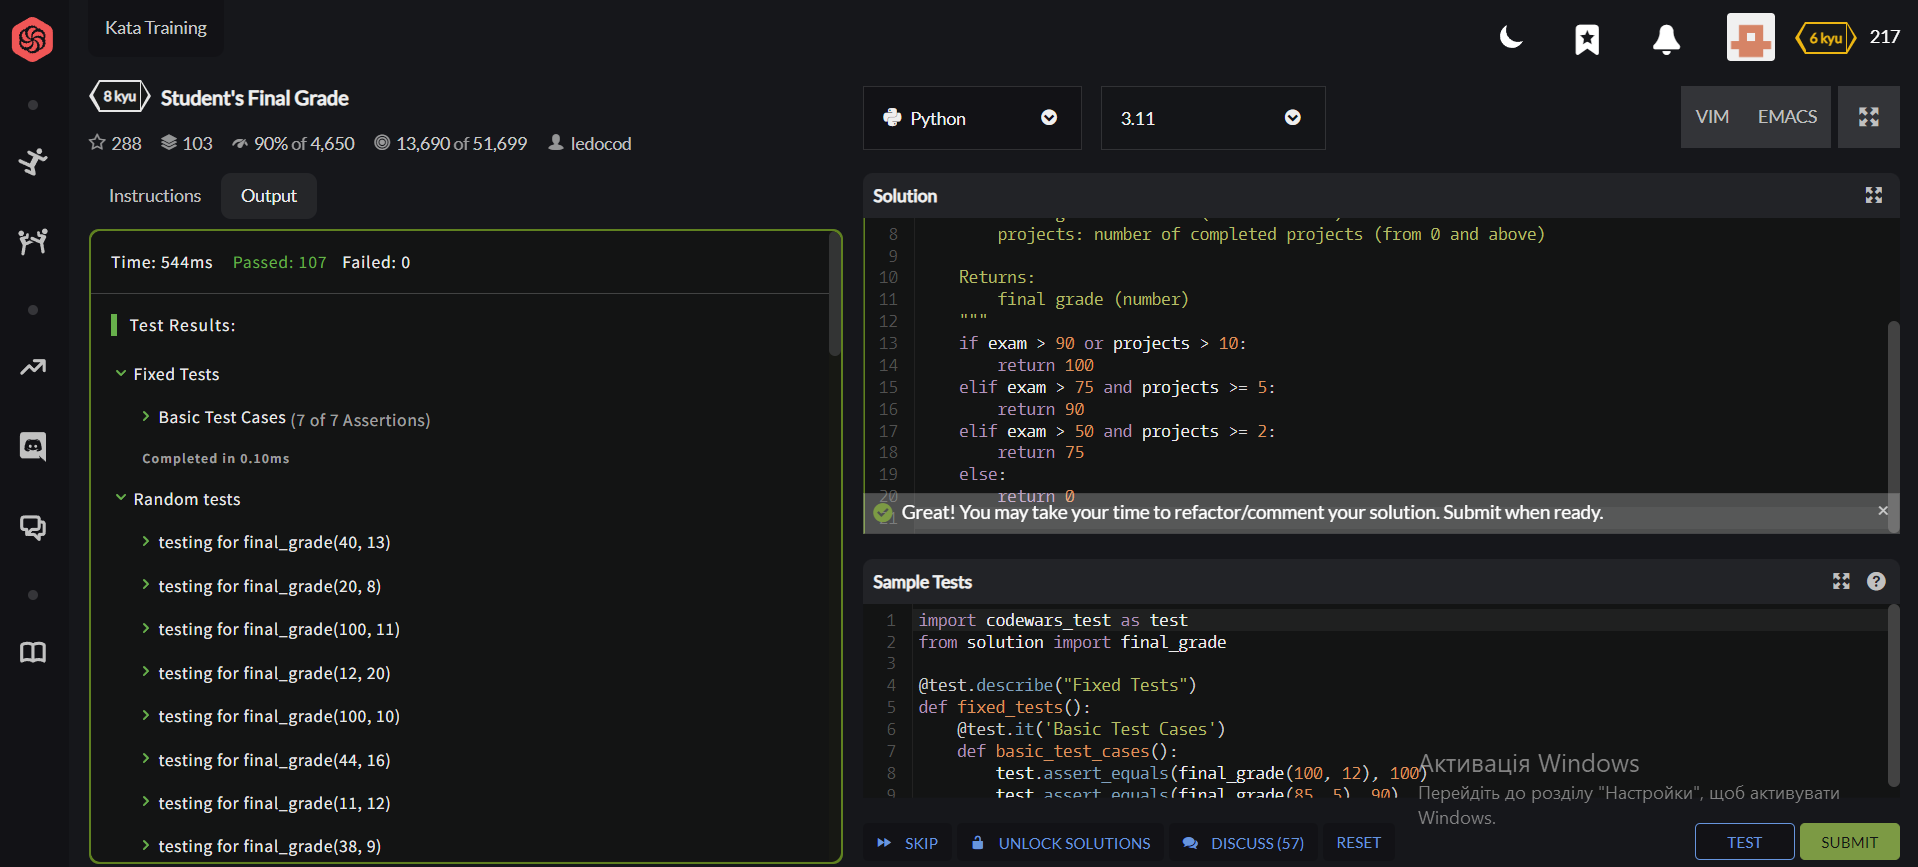 Kata Training
6 kyu 217
8 kyu Student's Final Grade
288 103 90% of 4,650 13,690 of 51,699 ledocod
Instructions Output
Time: 544ms Passed: 107 Failed: 0
Test Results:
Fixed Tests
Basic Test Cases (7 of 7 Assertions)
Completed in 0.10ms
Random tests
testing for final_grade(40, 13)
testing for final_grade(20, 8)
testing for final_grade(100, 11)
testing for final_grade(12, 20)
testing for final_grade(100, 10)
testing for final_grade(44, 16)
testing for final_grade(11, 12)
testing for final_grade(38, 9)
Python 3.11 VIM EMACS
Solution
8 projects: number of completed projects (from 0 and above)
9
10 Returns:
11 final grade (number)
12 """
13 if exam > 90 or projects > 10:
14 return 100
15 elif exam > 75 and projects >= 5:
16 return 90
17 elif exam > 50 and projects >= 2:
18 return 75
19 else:
20 return 0
21
Great! You may take your time to refactor/comment your solution. Submit when ready.
Sample Tests
1 import codewars_test as test
2 from solution import final_grade
3
4 @test.describe("Fixed Tests")
5 def fixed_tests():
6 @test.it('Basic Test Cases')
7 def basic_test_cases():
8 test.assert_equals(final_grade(100, 12), 100)
9 test.assert_equals(final_grade(85, 5), 90)
Активація Windows
Перейдіть до розділу "Настройки", щоб активувати
Windows.
SKIP UNLOCK SOLUTIONS DISCUSS (57) RESET TEST SUBMIT